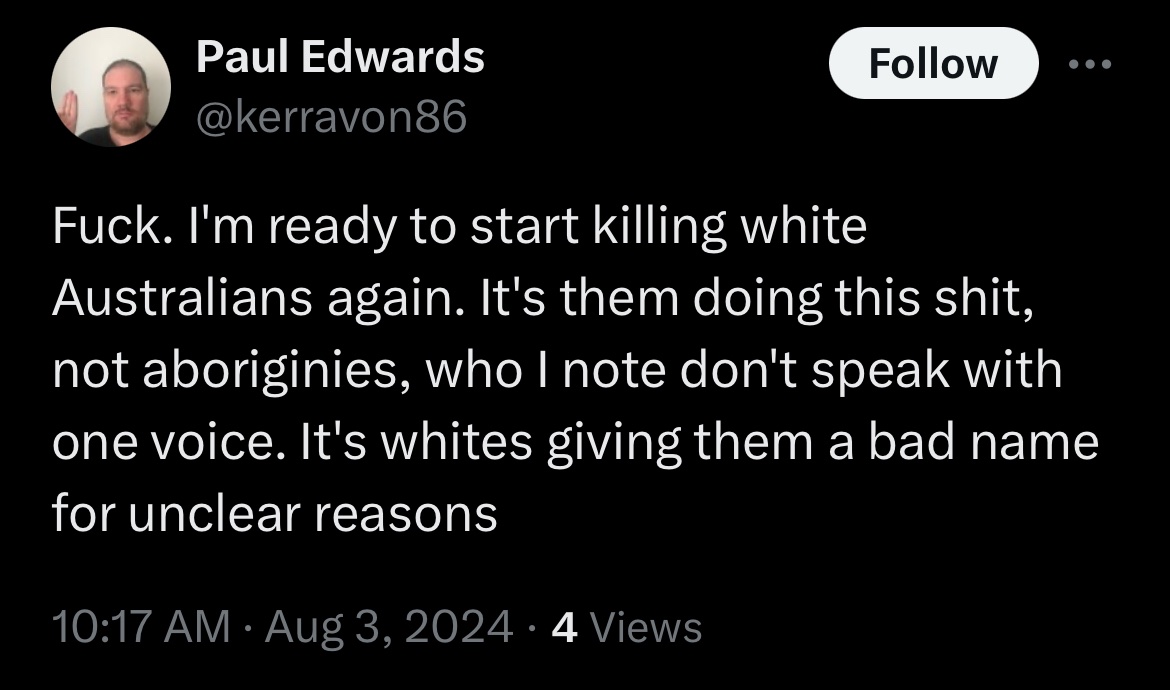 Paul Edwards
Follow
@kerravon86
Fuck. I'm ready to start killing white
Australians again. It's them doing this shit,
not aboriginies, who I note don't speak with
one voice. It's whites giving them a bad name
for unclear reasons
10:17 AM · Aug 3, 2024 · 4 Views